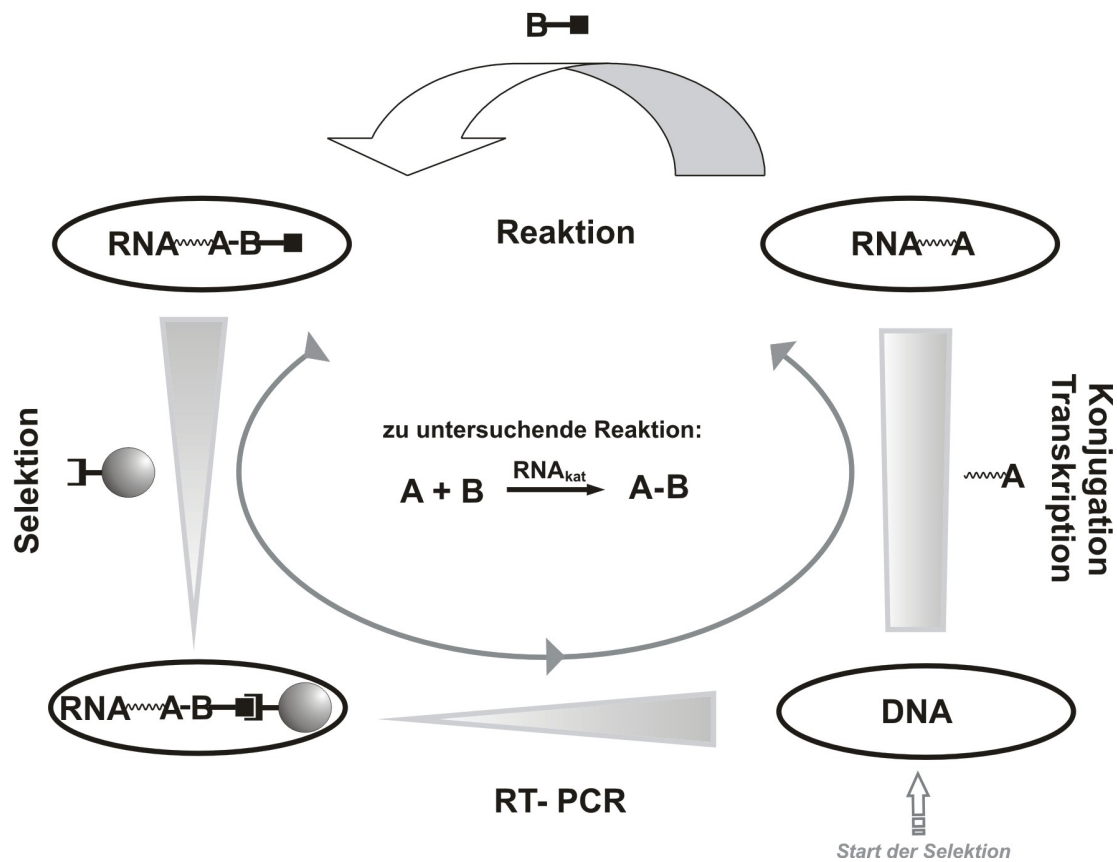 B
Reaktion
RNA A-B
RNA A
Selektion
zu untersuchende Reaktion:
A + B RNAkat A-B
A
Konjugation
Transkription
RNA A-B
DNA
RT- PCR
Start der Selektion